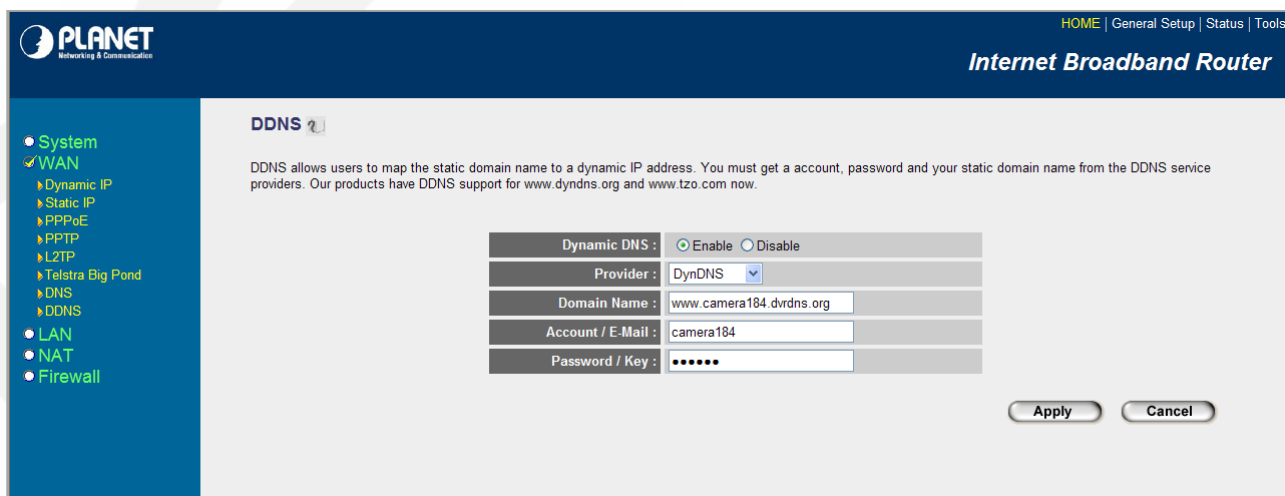 PLANET
Networking & Communication
HOME | General Setup | Status | Tools
Internet Broadband Router
System
WAN
Dynamic IP
Static IP
PPPoE
PPTP
L2TP
Telstra Big Pond
DNS
DDNS
LAN
NAT
Firewall
DDNS
DDNS allows users to map the static domain name to a dynamic IP address. You must get a account, password and your static domain name from the DDNS service
providers. Our products have DDNS support for www.dyndns.org and www.tzo.com now.
Dynamic DNS : Enable Disable
Provider : DynDNS
Domain Name : www.camera184.dvrdns.org
Account / E-Mail : camera184
Password / Key : ●●●●●●
Apply Cancel